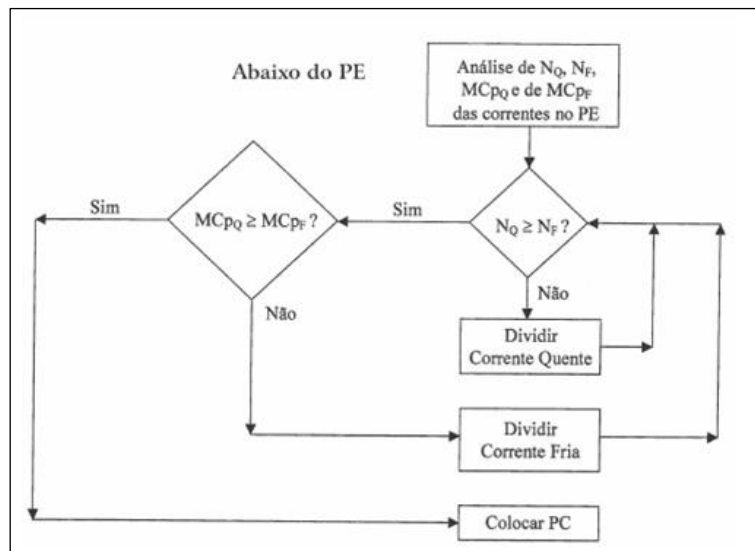 Abaixo do PE
Análise de N_Q, N_F,
MCp_Q e de MCp_F
das correntes no PE
Sim
MCp_Q ≥ MCp_F ?
Sim
N_Q ≥ N_F ?
Não
Não
Dividir
Corrente Quente
Dividir
Corrente Fria
Colocar PC